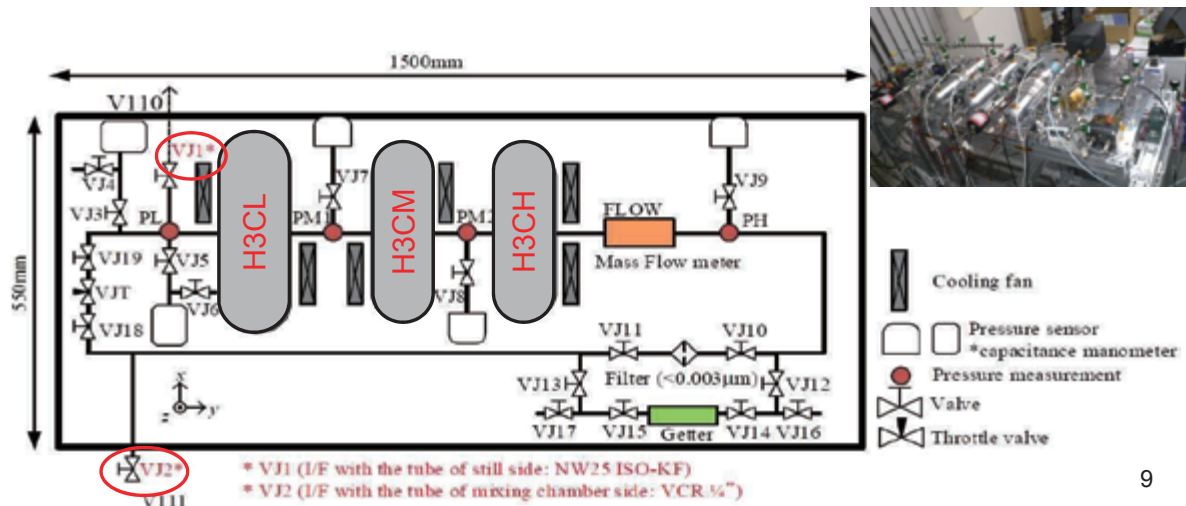 1500mm
550mm
V110
VJ1*
VJ4
VJ3
PL
VJ19
VJ5
VJT
VJ6
VJ18
H3CL
PM1
VJ7
H3CM
PM2
VJ8
H3CH
FLOW
Mass Flow meter
VJ9
PH
VJ11
VJ10
VJ13
Filter (<0.003μm)
VJ12
VJ17
VJ15
Getter
VJ14
VJ16
x
z
y
VJ2*
V111
* VJ1 (I/F with the tube of still side: NW25 ISO-KF)
* VJ2 (I/F with the tube of mixing chamber side: VCR ¼")
Cooling fan
Pressure sensor
*capacitance manometer
Pressure measurement
Valve
Throttle valve
9